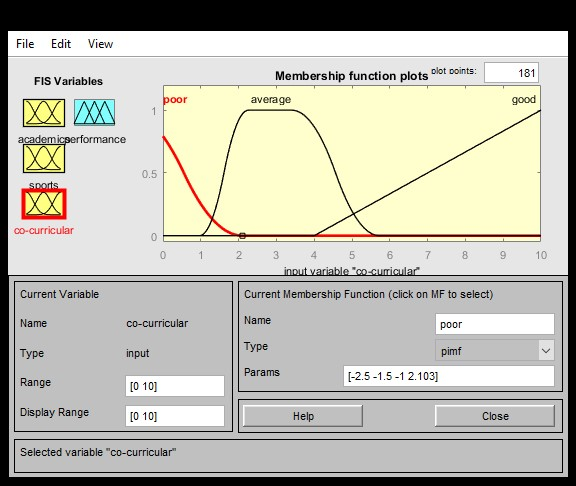 File Edit View
FIS Variables
Membership function plots
plot points:
181
poor
average
good
1
0.5
0
0 1 2 3 4 5 6 7 8 9 10
input variable "co-curricular"
academics
performance
sports
co-curricular
Current Variable
Name co-curricular
Type input
Range [0 10]
Display Range [0 10]
Current Membership Function (click on MF to select)
Name poor
Type pimf
Params [-2.5 -1.5 -1 2.103]
Help Close
Selected variable "co-curricular"